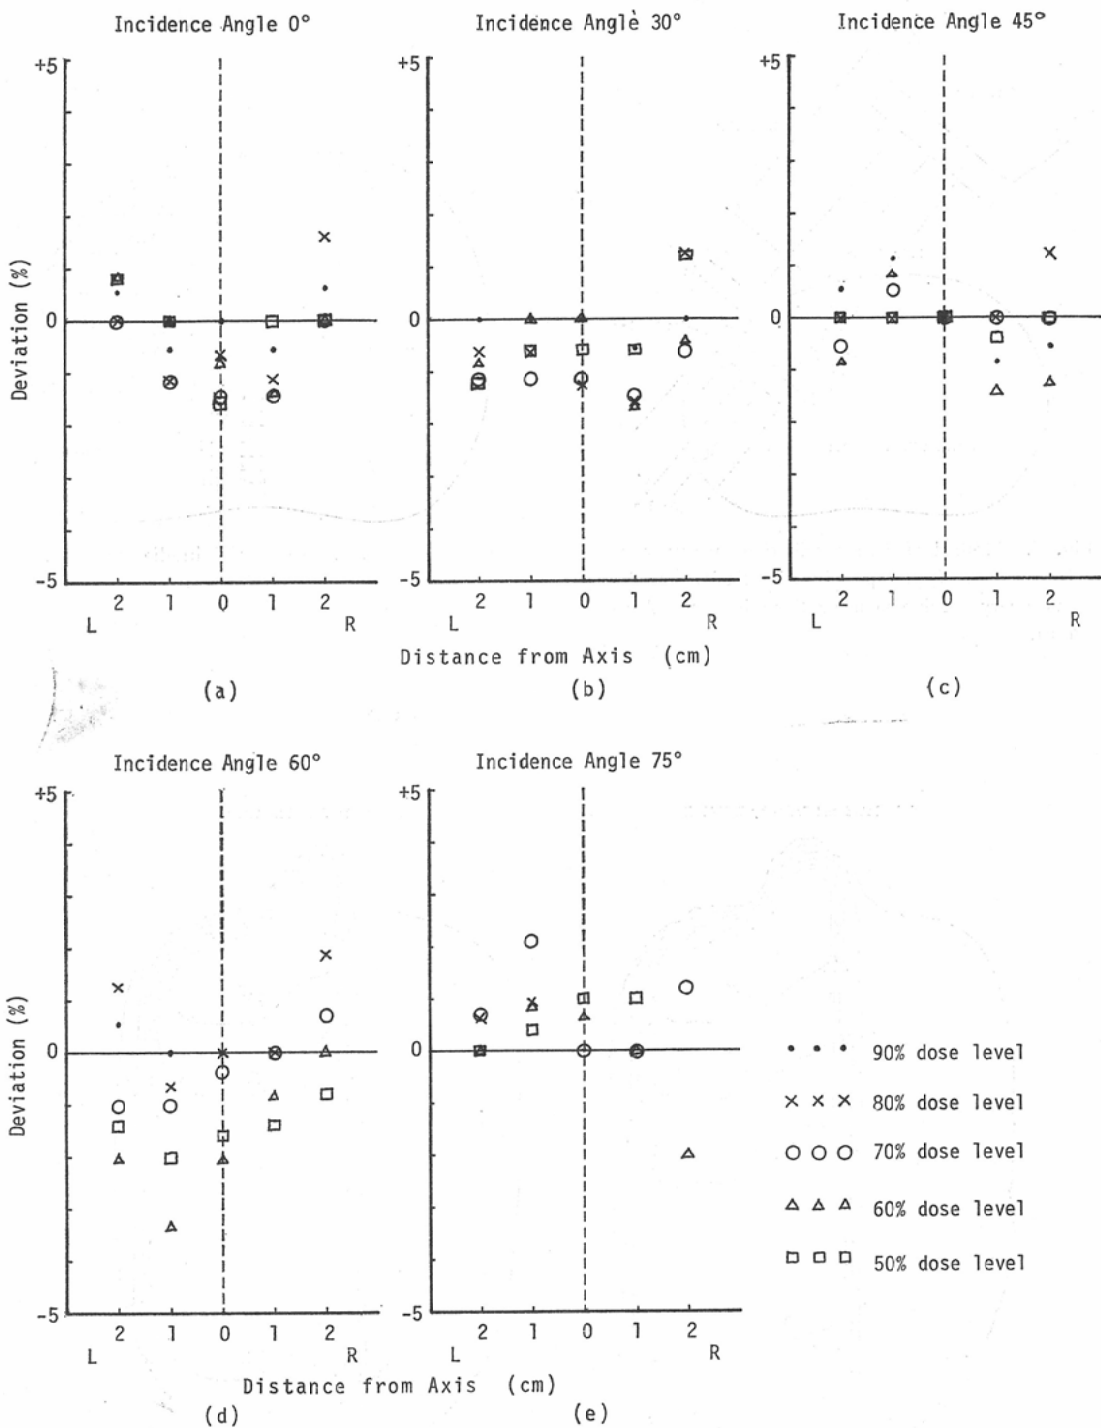 Incidence Angle 0° Incidence Angle 30° Incidence Angle 45°
+5 +5 +5
Deviation (%)
0 0 0
-5 -5 -5
2 1 0 1 2 2 1 0 1 2 2 1 0 1 2
L R L R L R
Distance from Axis (cm)
(a) (b) (c)
Incidence Angle 60° Incidence Angle 75°
+5 +5
Deviation (%)
0 0
90% dose level
80% dose level
70% dose level
60% dose level
50% dose level
-5 -5
2 1 0 1 2 2 1 0 1 2
L R L R
Distance from Axis (cm)
(d) (e)